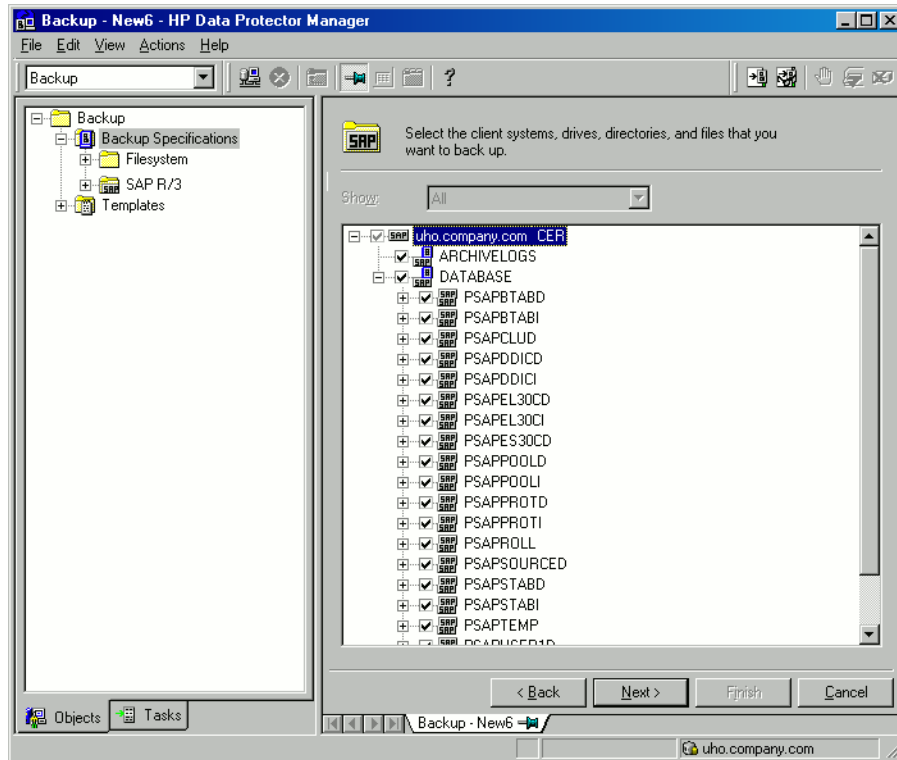 Backup - New6 - HP Data Protector Manager
File Edit View Actions Help
Backup
?
Backup
Backup Specifications
Filesystem
SAP R/3
Templates
SAP
Select the client systems, drives, directories, and files that you
want to back up.
Show:
All
uho.company.com CER
ARCHIVELOGS
DATABASE
PSAPBTABD
PSAPBTABI
PSAPCLUD
PSAPDDICD
PSAPDDICI
PSAPEL30CD
PSAPEL30CI
PSAPES30CD
PSAPPOOLD
PSAPPOOLI
PSAPPROTD
PSAPPROTI
PSAPROLL
PSAPSOURCED
PSAPSTABD
PSAPSTABI
PSAPTEMP
PSAPUSER1D
< Back Next > Finish Cancel
Objects Tasks
Backup - New6
uho.company.com